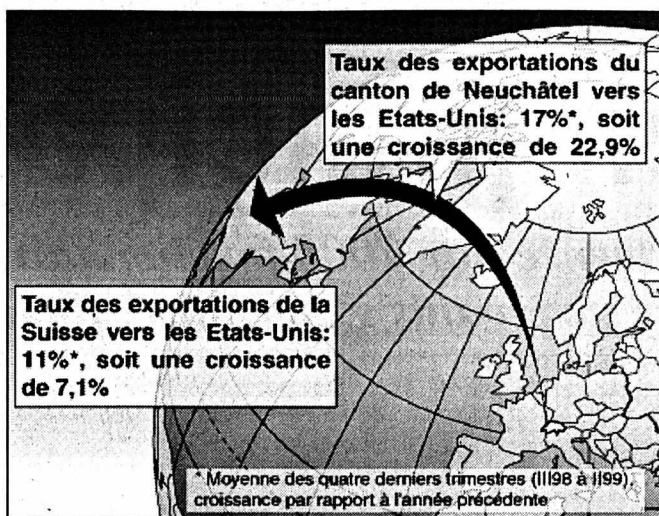 Taux des exportations du
canton de Neuchâtel vers
les Etats-Unis: 17%*, soit
une croissance de 22,9%
Taux des exportations de la
Suisse vers les Etats-Unis:
11%*, soit une croissance
de 7,1%
* Moyenne des quatre derniers trimestres (III98 à II99),
croissance par rapport à l'année précédente